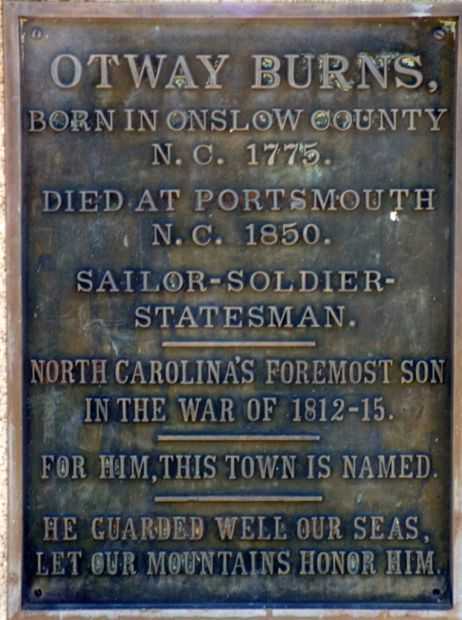 OTWAY BURNS,
BORN IN ONSLOW COUNTY
N. C. 1775.
DIED AT PORTSMOUTH
N. C. 1850.
SAILOR-SOLDIER-
STATESMAN.
NORTH CAROLINA'S FOREMOST SON
IN THE WAR OF 1812-15.
FOR HIM, THIS TOWN IS NAMED.
HE GUARDED WELL OUR SEAS,
LET OUR MOUNTAINS HONOR HIM.